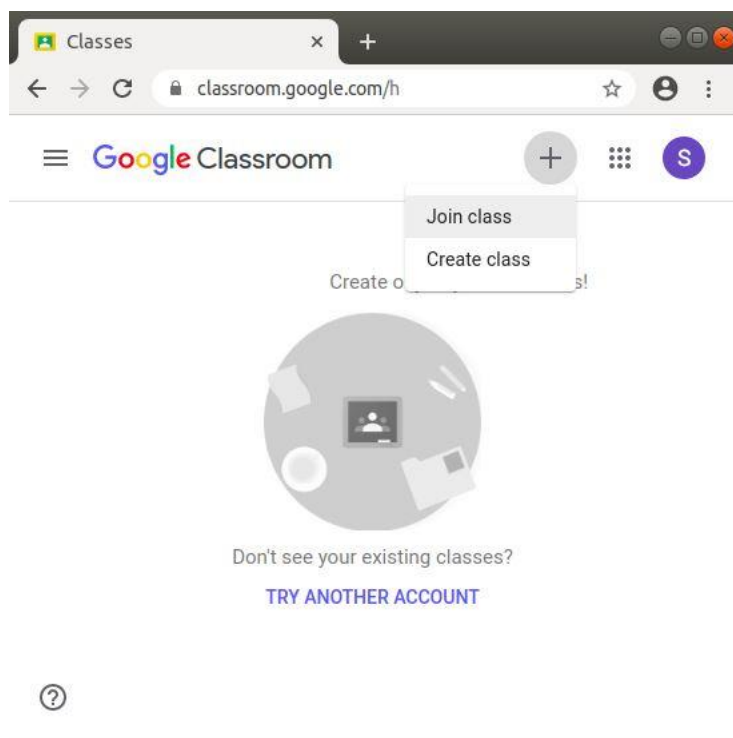 Classes
classroom.google.com/h
Google Classroom
S
Join class
Create class
Create o s!
Don't see your existing classes?
TRY ANOTHER ACCOUNT